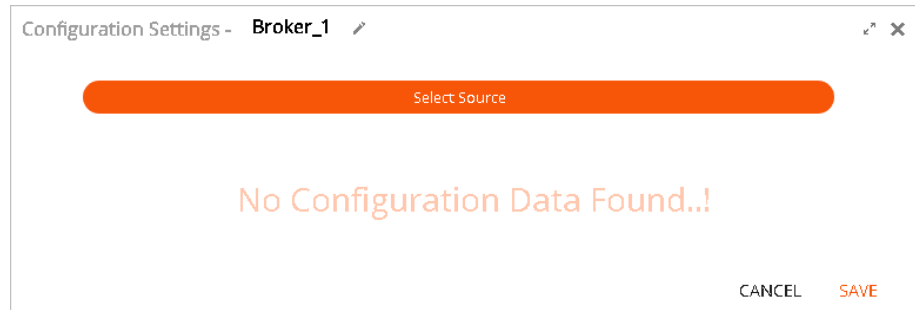 Configuration Settings - Broker_1
Select Source
No Configuration Data Found..!
CANCEL SAVE